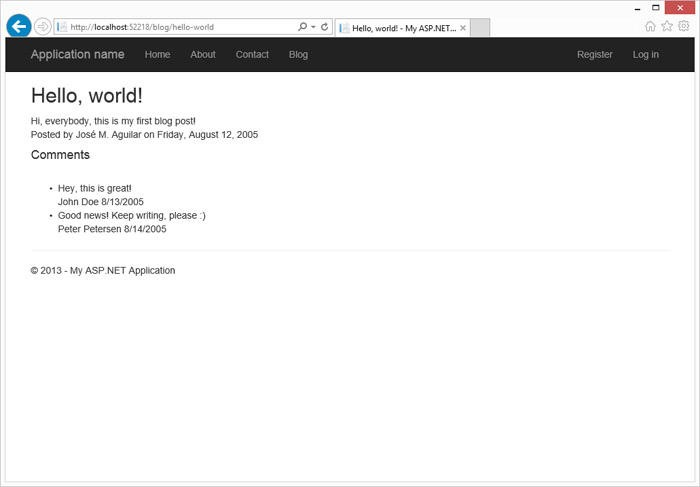 http://localhost:52218/blog/hello-world
Hello, world! - My ASP.NET...
Application name Home About Contact Blog Register Log in
Hello, world!
Hi, everybody, this is my first blog post!
Posted by José M. Aguilar on Friday, August 12, 2005
Comments
• Hey, this is great!
John Doe 8/13/2005
• Good news! Keep writing, please :)
Peter Petersen 8/14/2005
© 2013 - My ASP.NET Application